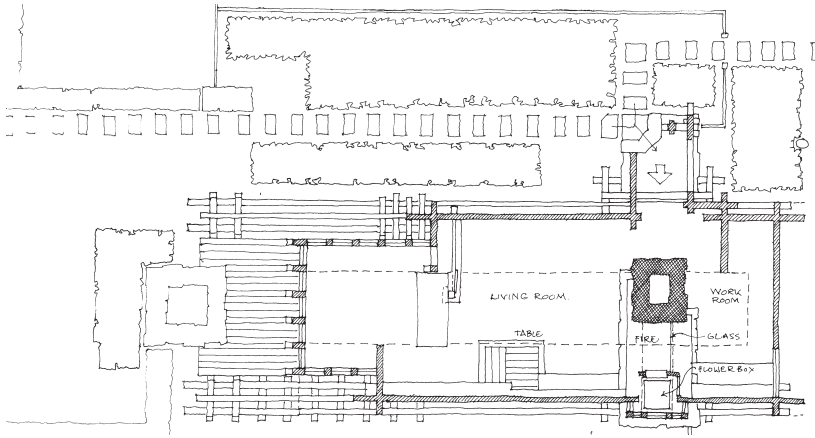 LIVING ROOM.
WORK
ROOM
TABLE
FIRE
GLASS
FLOWER BOX